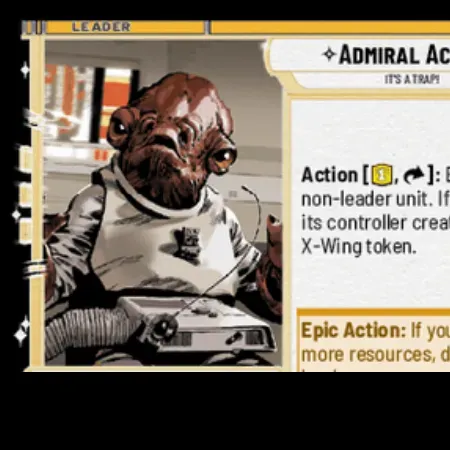 LEADER
ADMIRAL AC
IT'S A TRAP!
Action [1, ]:
non-leader unit. If
its controller creat
X-Wing token.
Epic Action: If you
more resources, d